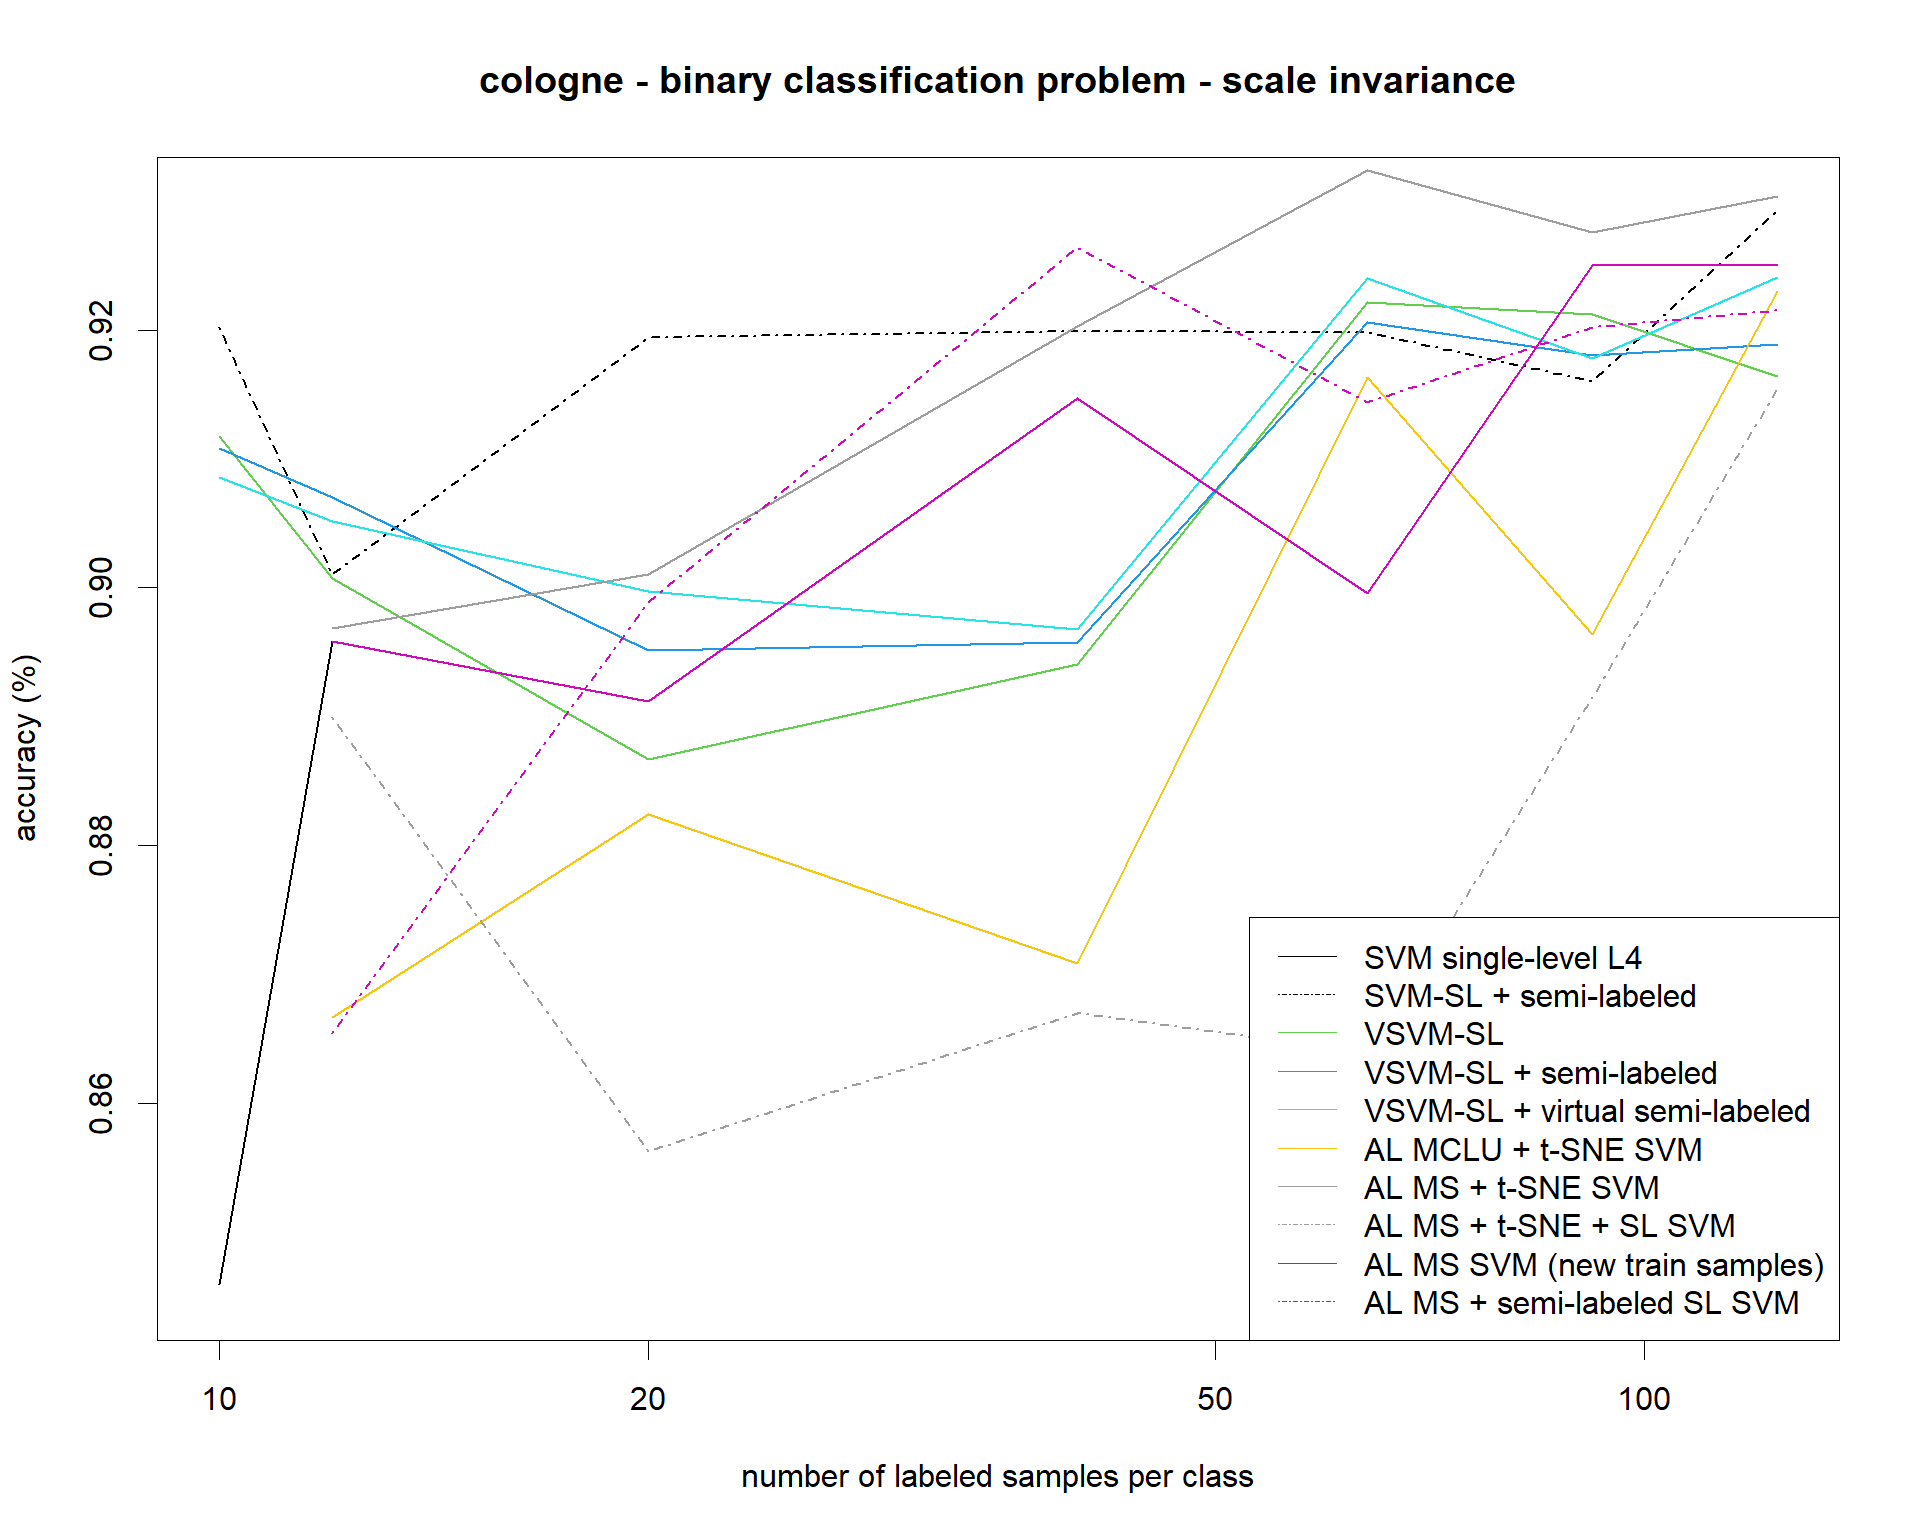 cologne - binary classification problem - scale invariance
accuracy (%)
0.92
0.90
0.88
0.86
SVM single-level L4
SVM-SL + semi-labeled
VSVM-SL
VSVM-SL + semi-labeled
VSVM-SL + virtual semi-labeled
AL MCLU + t-SNE SVM
AL MS + t-SNE SVM
AL MS + t-SNE + SL SVM
AL MS SVM (new train samples)
AL MS + semi-labeled SL SVM
10 20 50 100
number of labeled samples per class